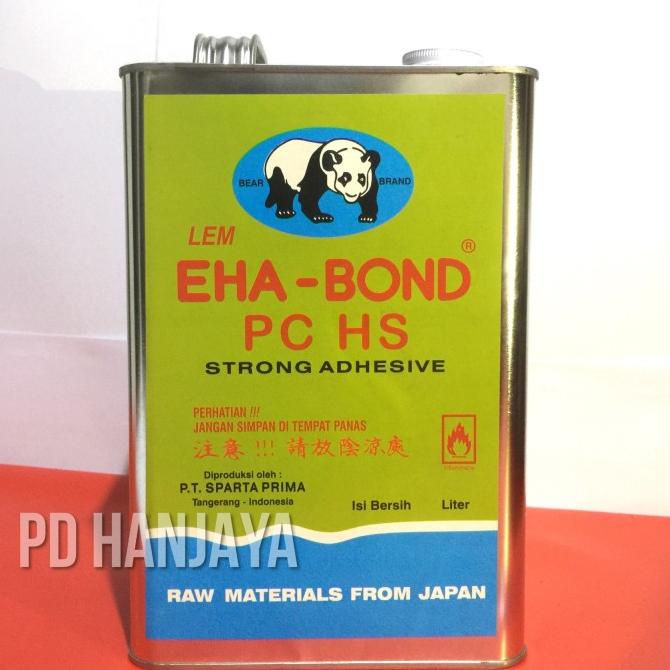 BEAR BRAND
LEM
EHA-BOND ®
PC HS
STRONG ADHESIVE
PERHATIAN !!!
JANGAN SIMPAN DI TEMPAT PANAS
注意 !!! 請放陰涼處
Diproduksi oleh :
P.T. SPARTA PRIMA
Tangerang - Indonesia
Isi Bersih Liter
PD HANJAYA
RAW MATERIALS FROM JAPAN